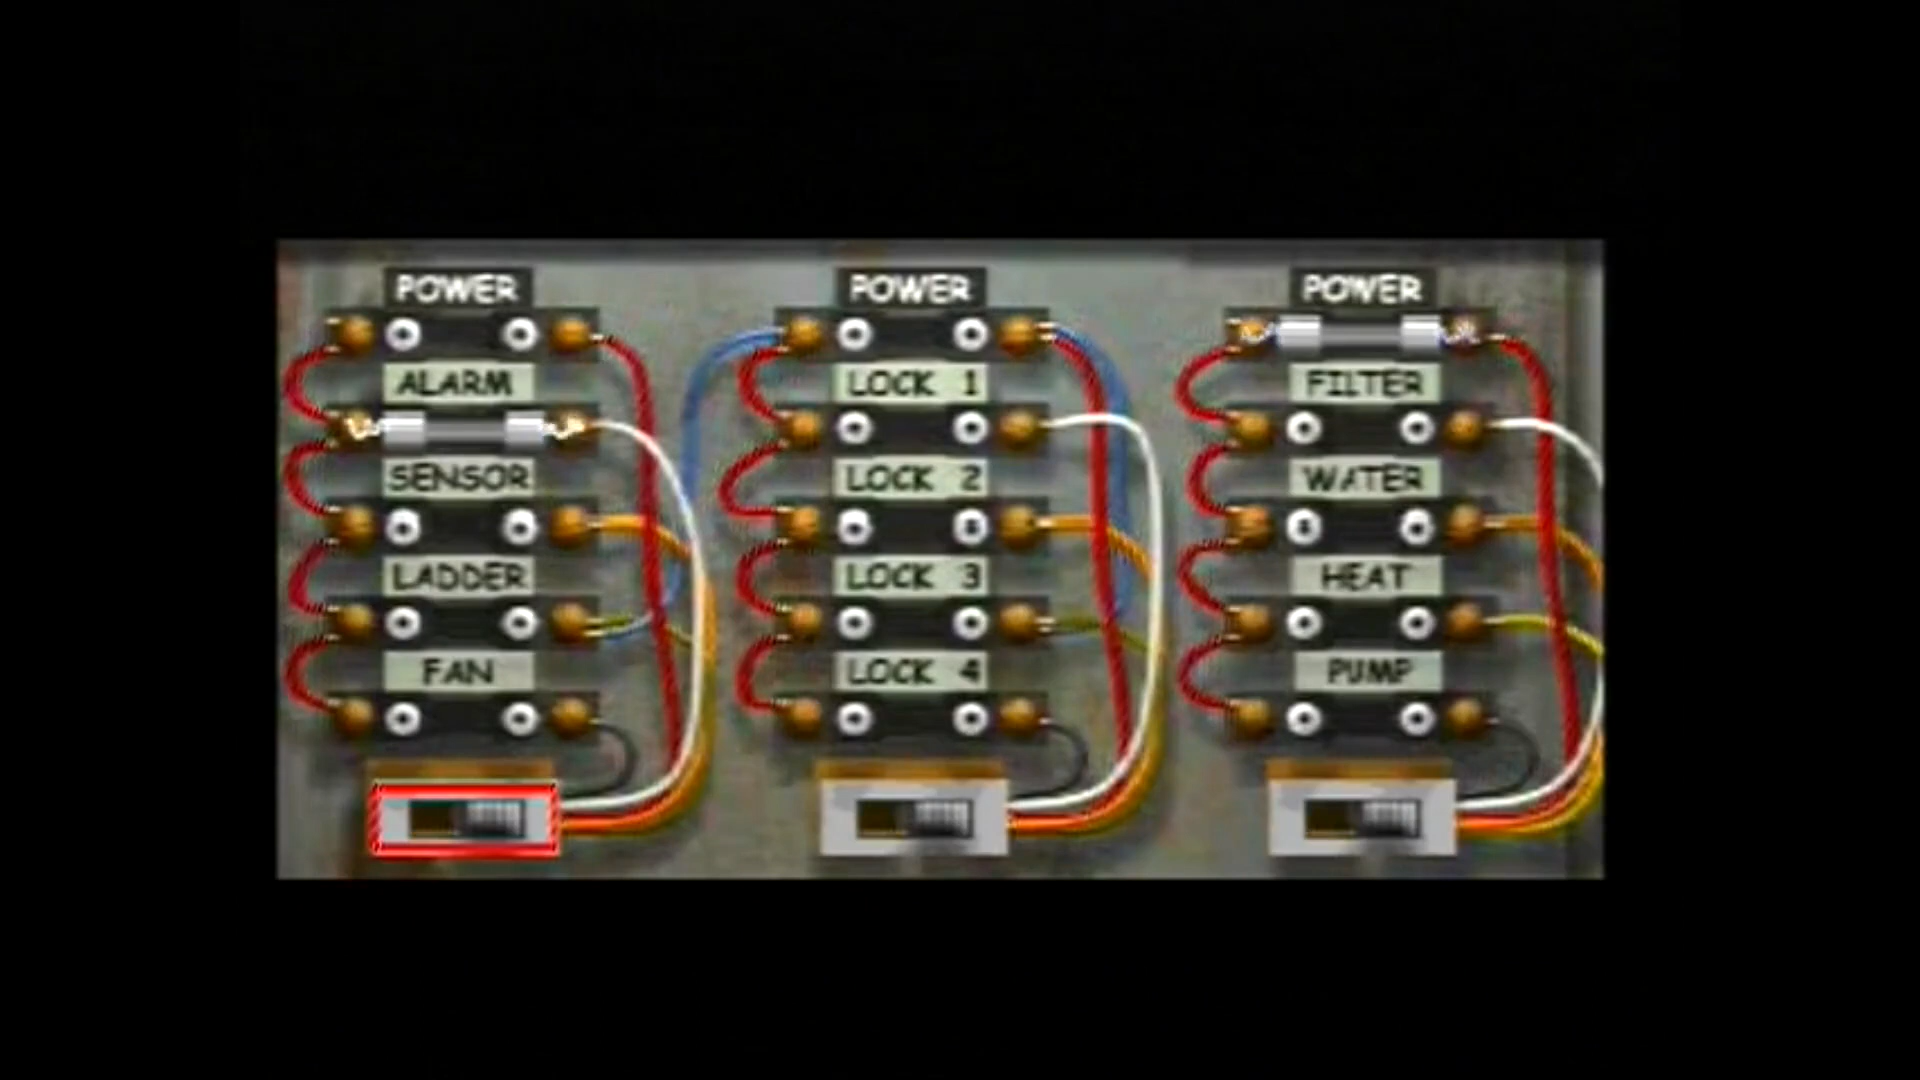 POWER
ALARM
SENSOR
LADDER
FAN
POWER
LOCK 1
LOCK 2
LOCK 3
LOCK 4
POWER
FILTER
WATER
HEAT
PUMP